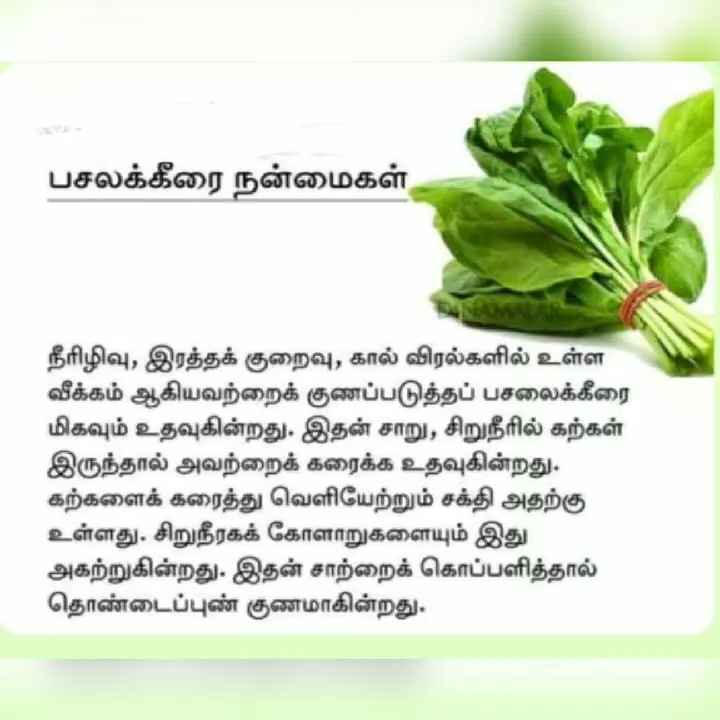 பசலக்கீரை நன்மைகள்
DINAMALAR
நீரிழிவு, இரத்தக் குறைவு, கால் விரல்களில் உள்ள
வீக்கம் ஆகியவற்றைக் குணப்படுத்தப் பசலைக்கீரை
மிகவும் உதவுகின்றது. இதன் சாறு, சிறுநீரில் கற்கள்
இருந்தால் அவற்றைக் கரைக்க உதவுகின்றது.
கற்களைக் கரைத்து வெளியேற்றும் சக்தி அதற்கு
உள்ளது. சிறுநீரகக் கோளாறுகளையும் இது
அகற்றுகின்றது. இதன் சாற்றைக் கொப்பளித்தால்
தொண்டைப்புண் குணமாகின்றது.